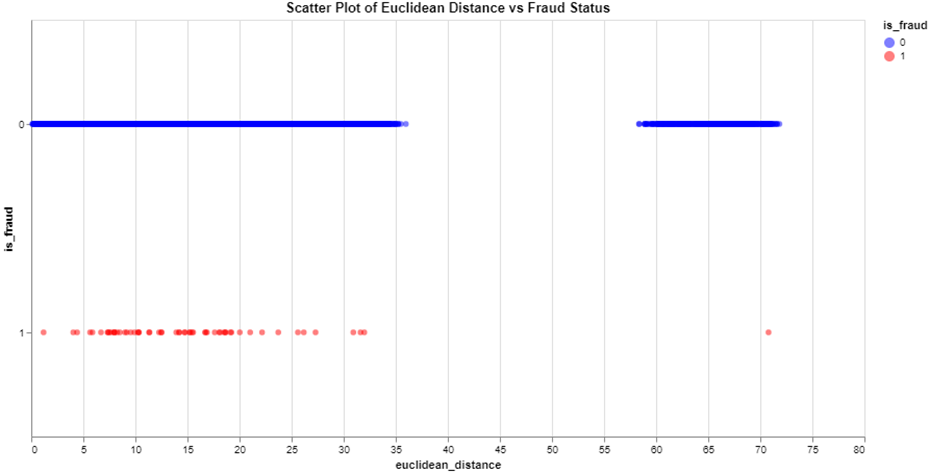 Scatter Plot of Euclidean Distance vs Fraud Status
is_fraud
0
1
0
1
is_fraud
0 5 10 15 20 25 30 35 40 45 50 55 60 65 70 75 80
euclidean_distance